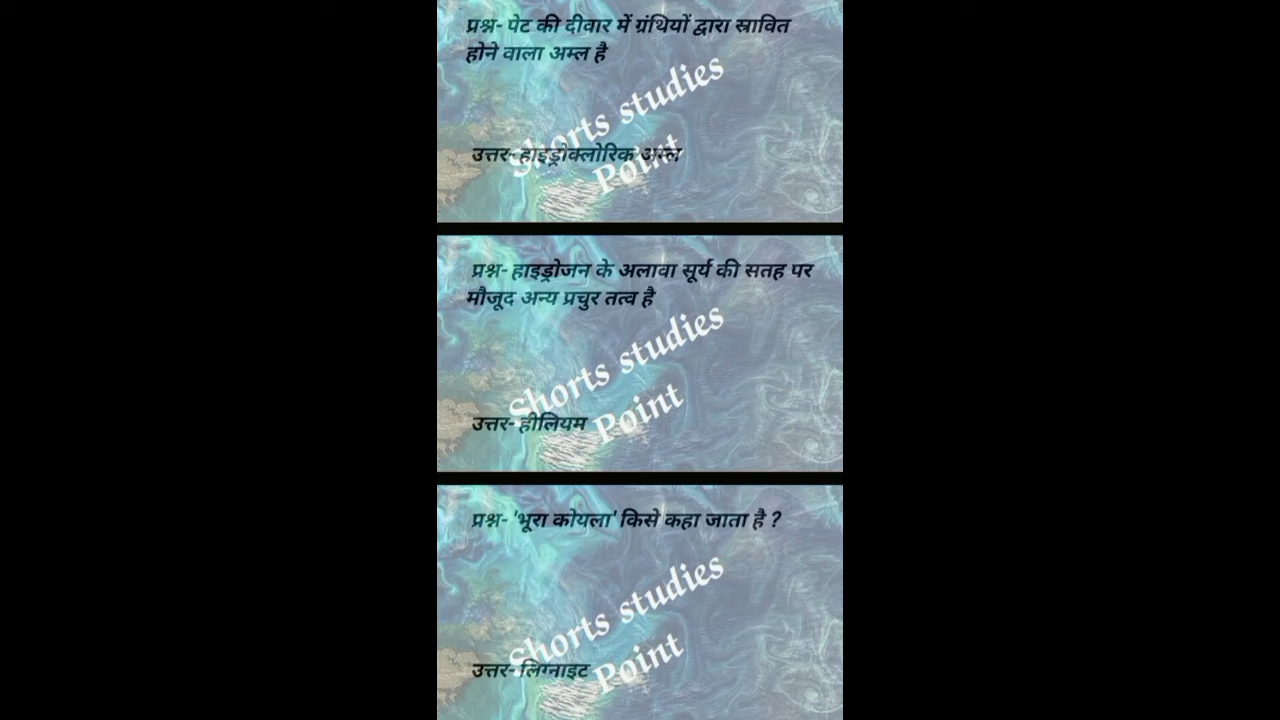 प्रश्न- पेट की दीवार में ग्रंथियों द्वारा स्रावित
होने वाला अम्ल है
उत्तर- हाइड्रोक्लोरिक अम्ल
Shorts studies
Point
प्रश्न- हाइड्रोजन के अलावा सूर्य की सतह पर
मौजूद अन्य प्रचुर तत्व है
उत्तर- हीलियम
Shorts studies
Point
प्रश्न- 'भूरा कोयला' किसे कहा जाता है ?
उत्तर- लिग्नाइट
Shorts studies
Point